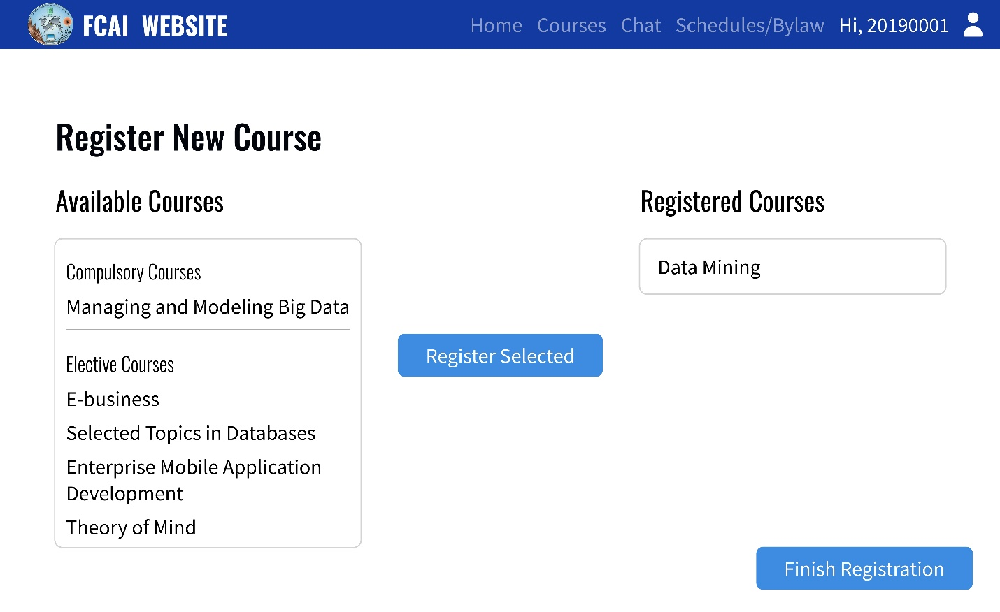 FCAI WEBSITE
Home Courses Chat Schedules/Bylaw Hi, 20190001
Register New Course
Available Courses
Compulsory Courses
Managing and Modeling Big Data
Elective Courses
E-business
Selected Topics in Databases
Enterprise Mobile Application
Development
Theory of Mind
Register Selected
Registered Courses
Data Mining
Finish Registration